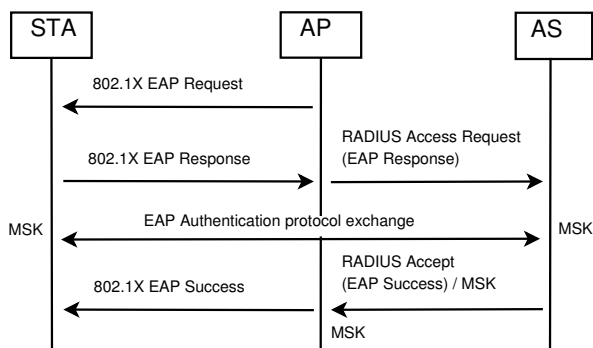 STA
AP
AS
802.1X EAP Request
RADIUS Access Request
(EAP Response)
802.1X EAP Response
EAP Authentication protocol exchange
MSK
MSK
RADIUS Accept
(EAP Success) / MSK
802.1X EAP Success
MSK